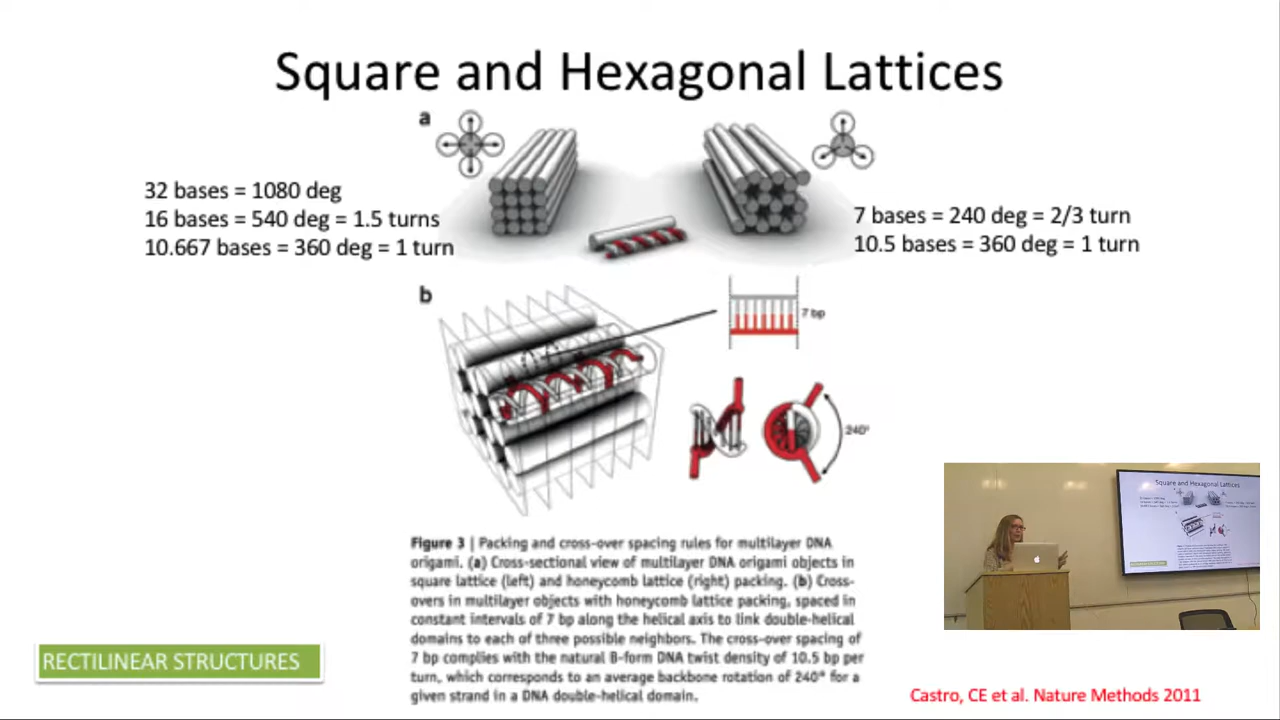 Square and Hexagonal Lattices
a
32 bases = 1080 deg
16 bases = 540 deg = 1.5 turns
10.667 bases = 360 deg = 1 turn
7 bases = 240 deg = 2/3 turn
10.5 bases = 360 deg = 1 turn
b
7 bp
240°
Figure 3 | Packing and cross-over spacing rules for multilayer DNA
origami. (a) Cross-sectional view of multilayer DNA origami objects in
square lattice (left) and honeycomb lattice (right) packing. (b) Cross-
overs in multilayer objects with honeycomb lattice packing, spaced in
constant intervals of 7 bp along the helical axis to link double-helical
domains to each of three possible neighbors. The cross-over spacing of
7 bp complies with the natural B-form DNA twist density of 10.5 bp per
turn, which corresponds to an average backbone rotation of 240° for a
given strand in a DNA double-helical domain.
RECTILINEAR STRUCTURES
Castro, CE et al. Nature Methods 2011
Square and Hexagonal Lattices